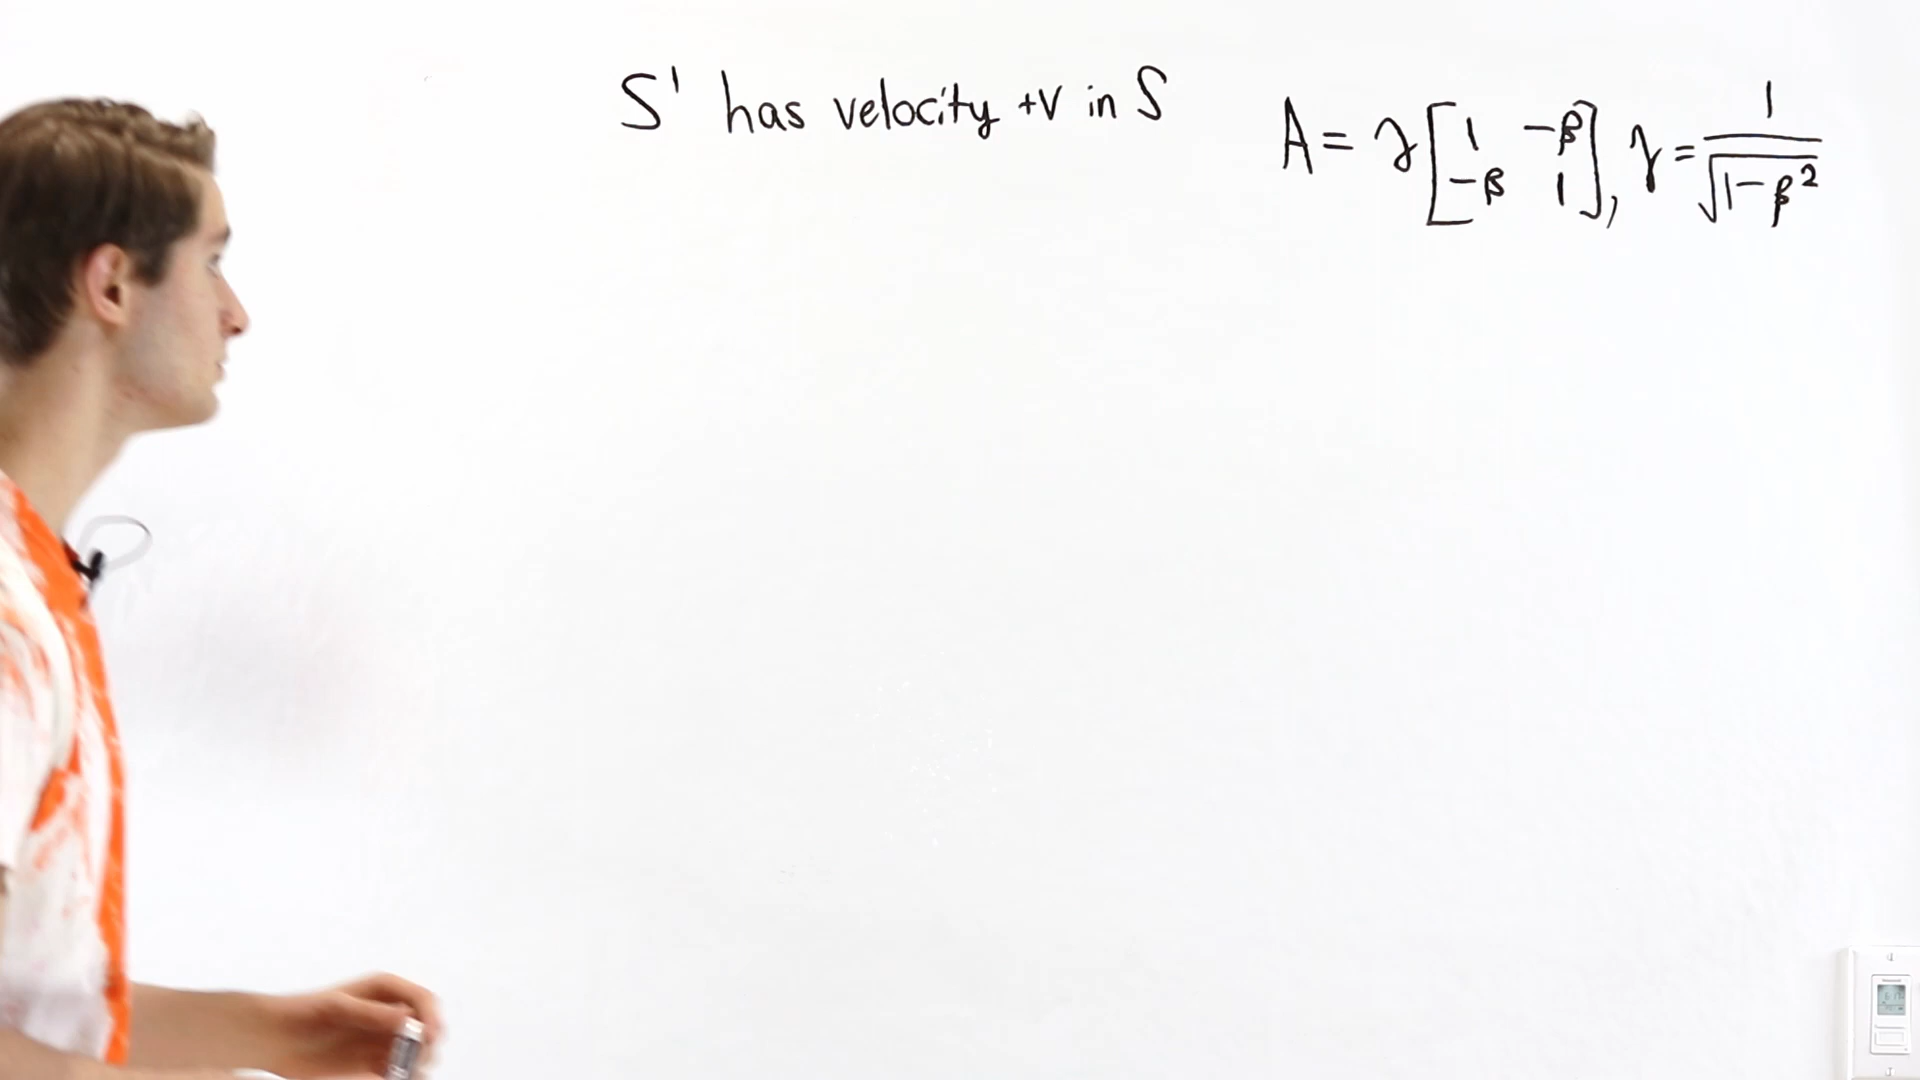 S' has velocity +v in S
A = γ [1 -β; -β 1], γ = 1/√(1-β²)